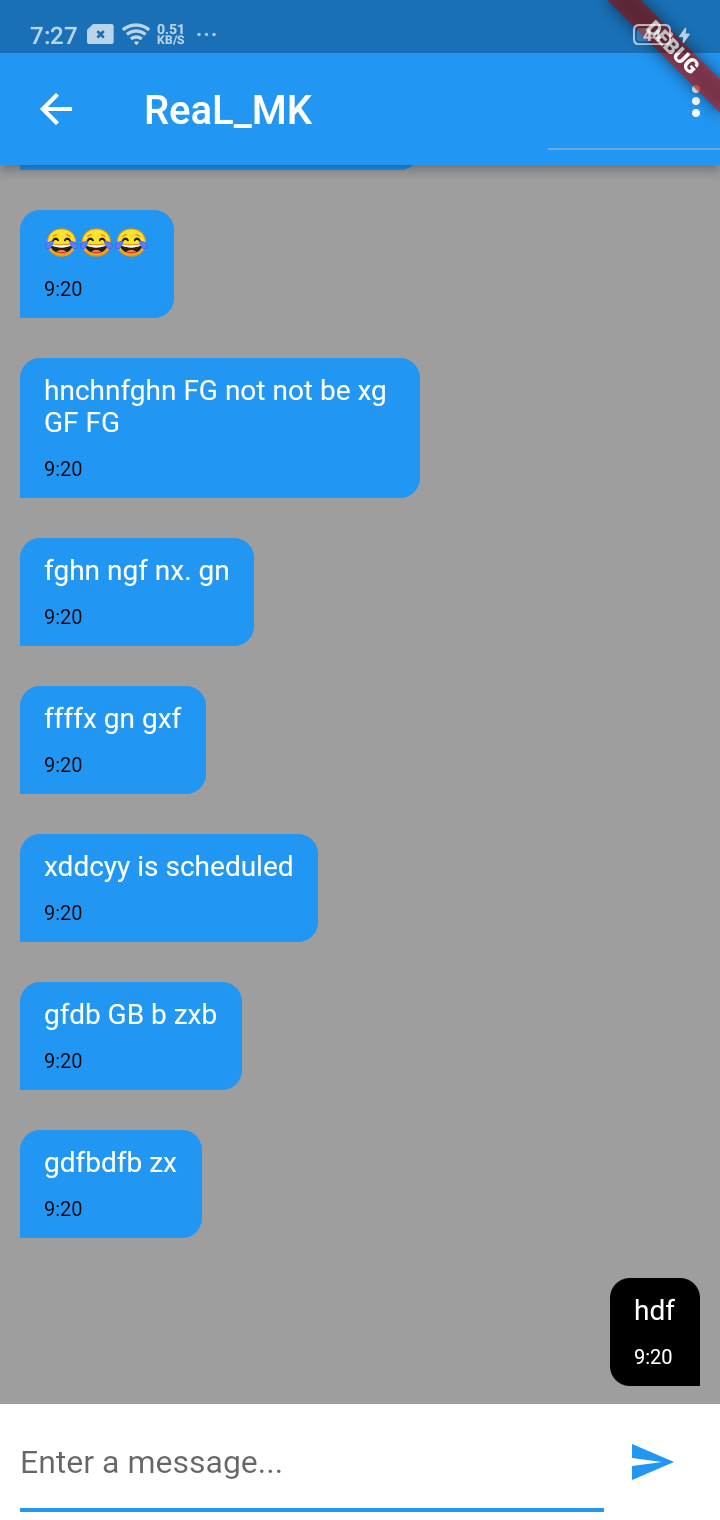 7:27 0.51
KB/S
DEBUG
ReaL_MK
😂😂😂
9:20
hnchnfghn FG not not be xg
GF FG
9:20
fghn ngf nx. gn
9:20
ffffx gn gxf
9:20
xddcyy is scheduled
9:20
gfdb GB b zxb
9:20
gdfbdfb zx
9:20
hdf
9:20
Enter a message...